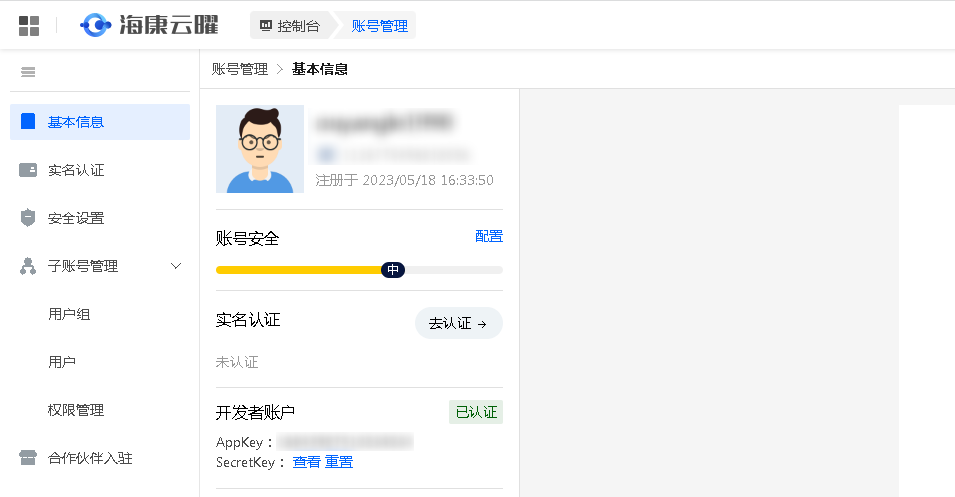 海康云曜
控制台
账号管理
账号管理 > 基本信息
基本信息
实名认证
安全设置
子账号管理
用户组
用户
权限管理
合作伙伴入驻
注册于 2023/05/18 16:33:50
账号安全
配置
中
实名认证
去认证 →
未认证
开发者账户
已认证
AppKey：
SecretKey： 查看 重置